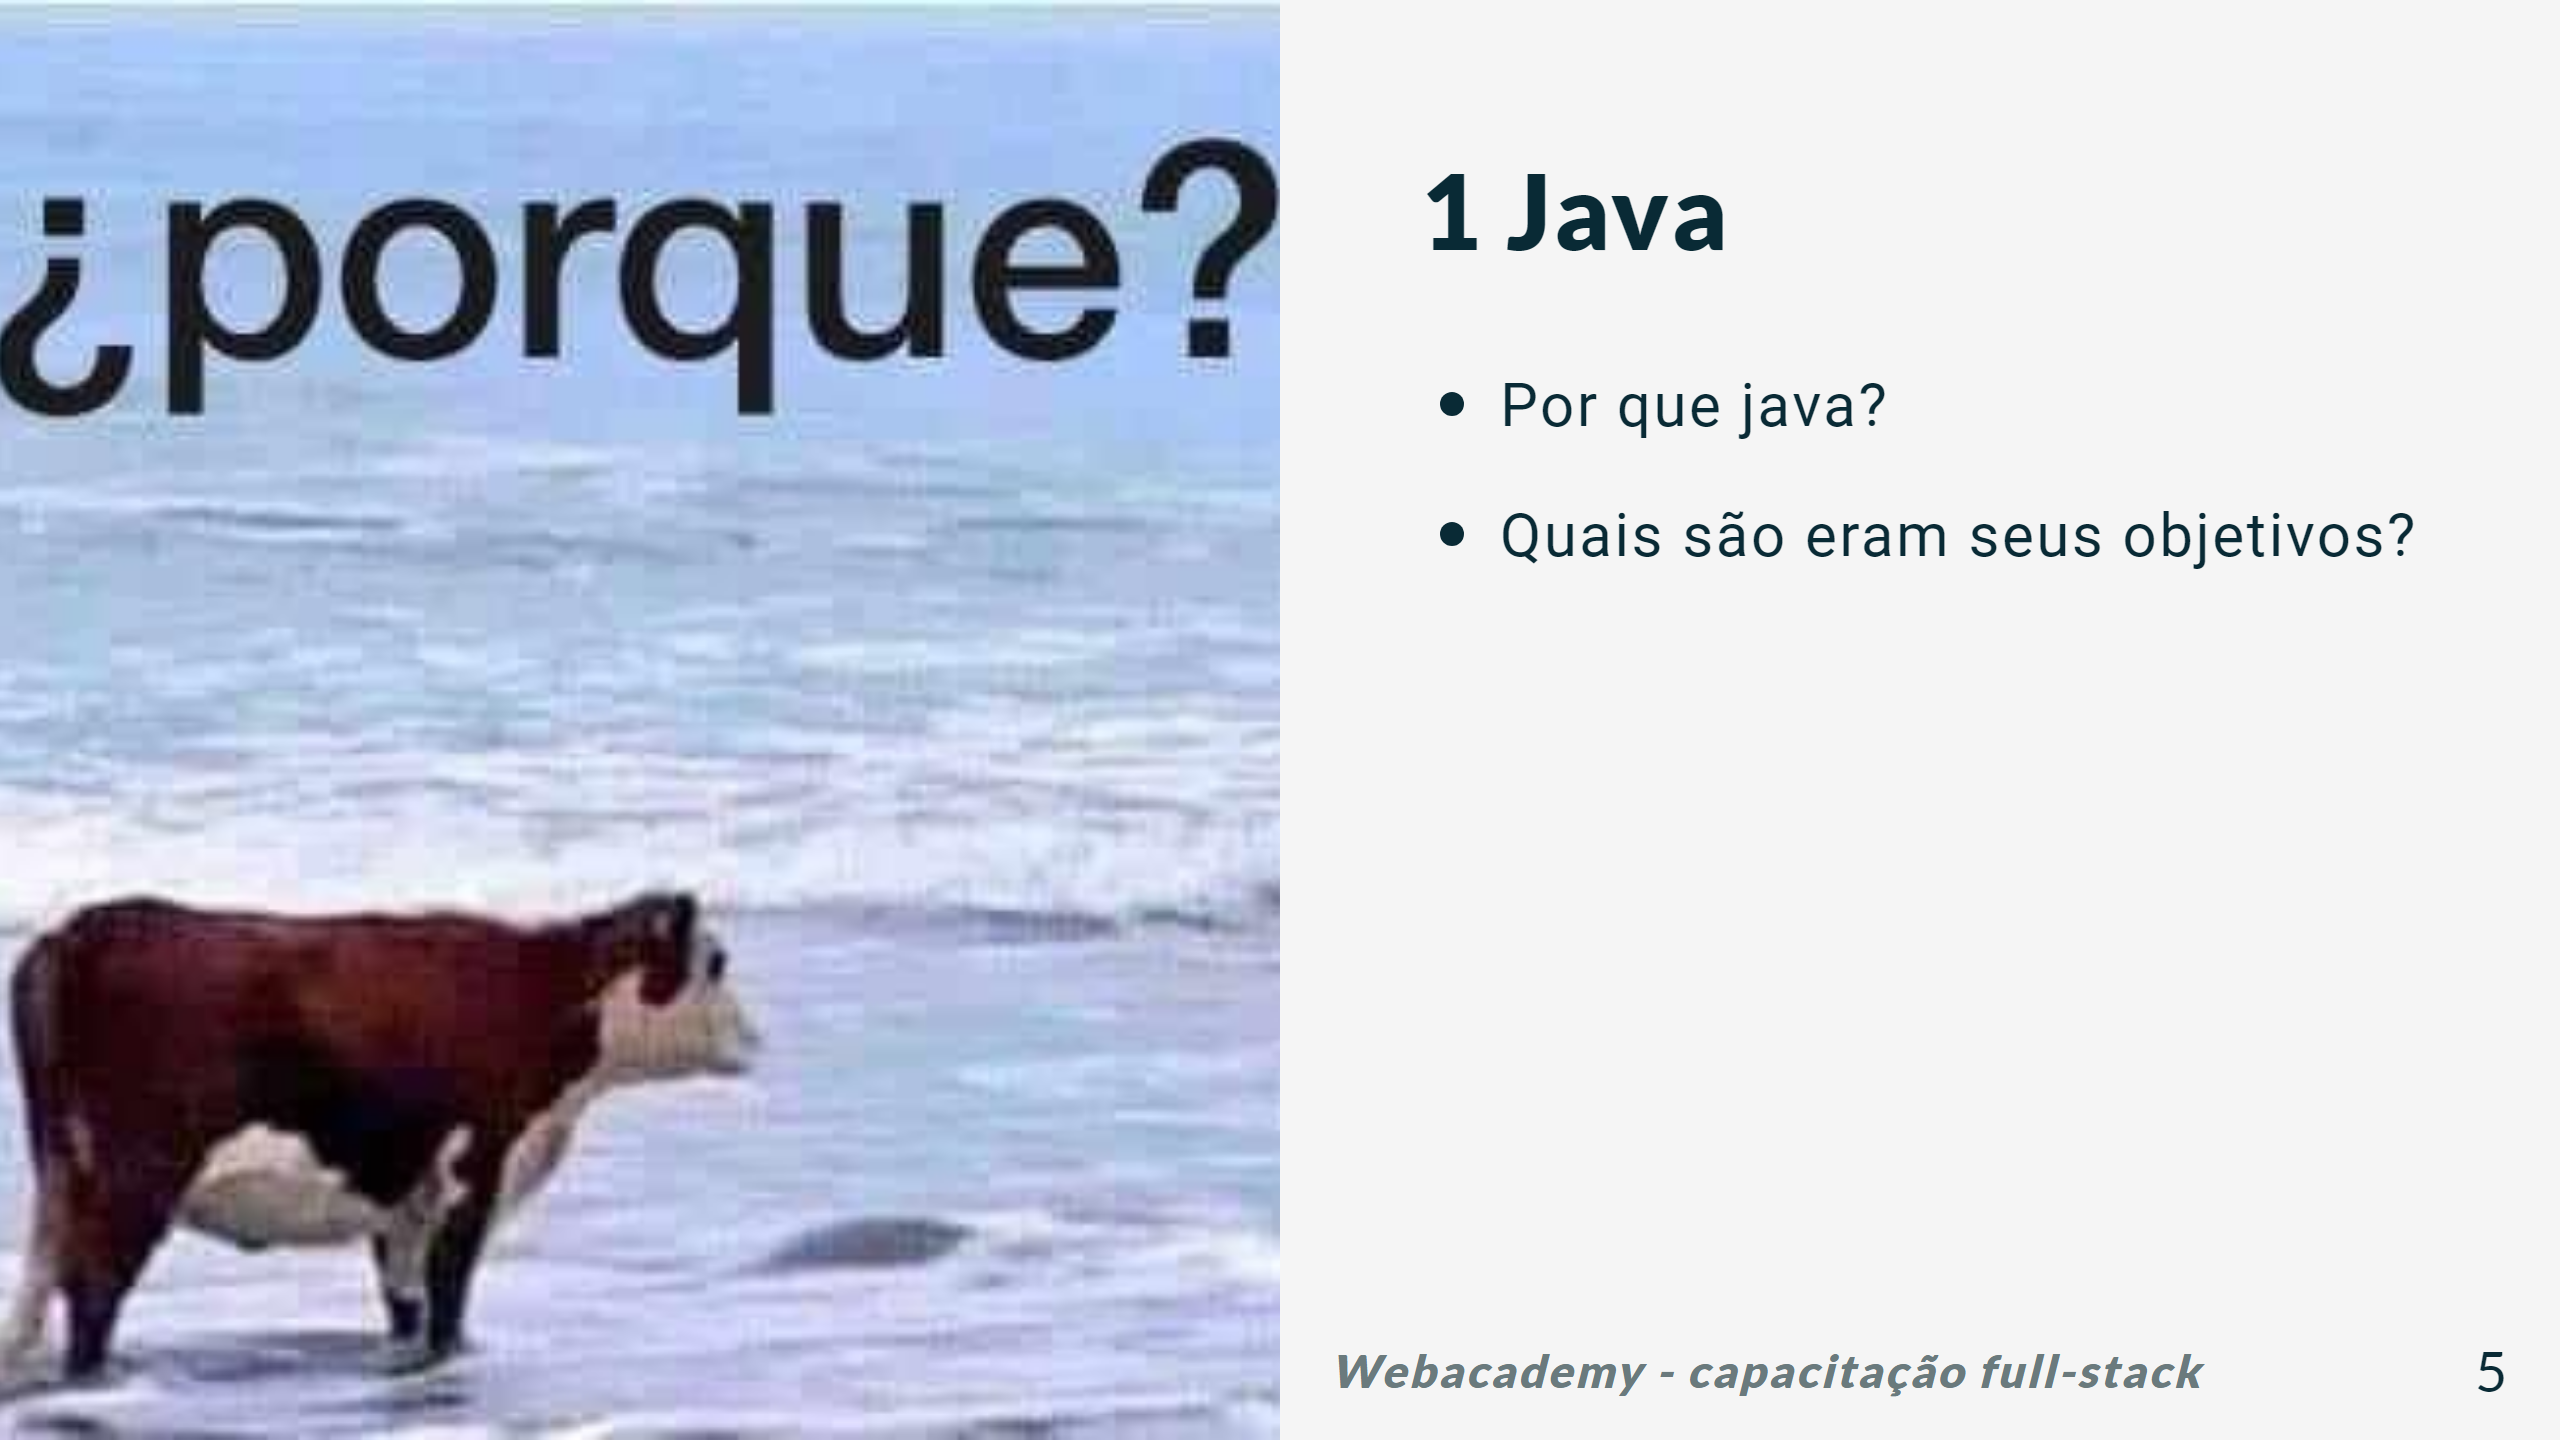 ¿porque?
1 Java
Por que java?
Quais são eram seus objetivos?
Webacademy - capacitação full-stack
5